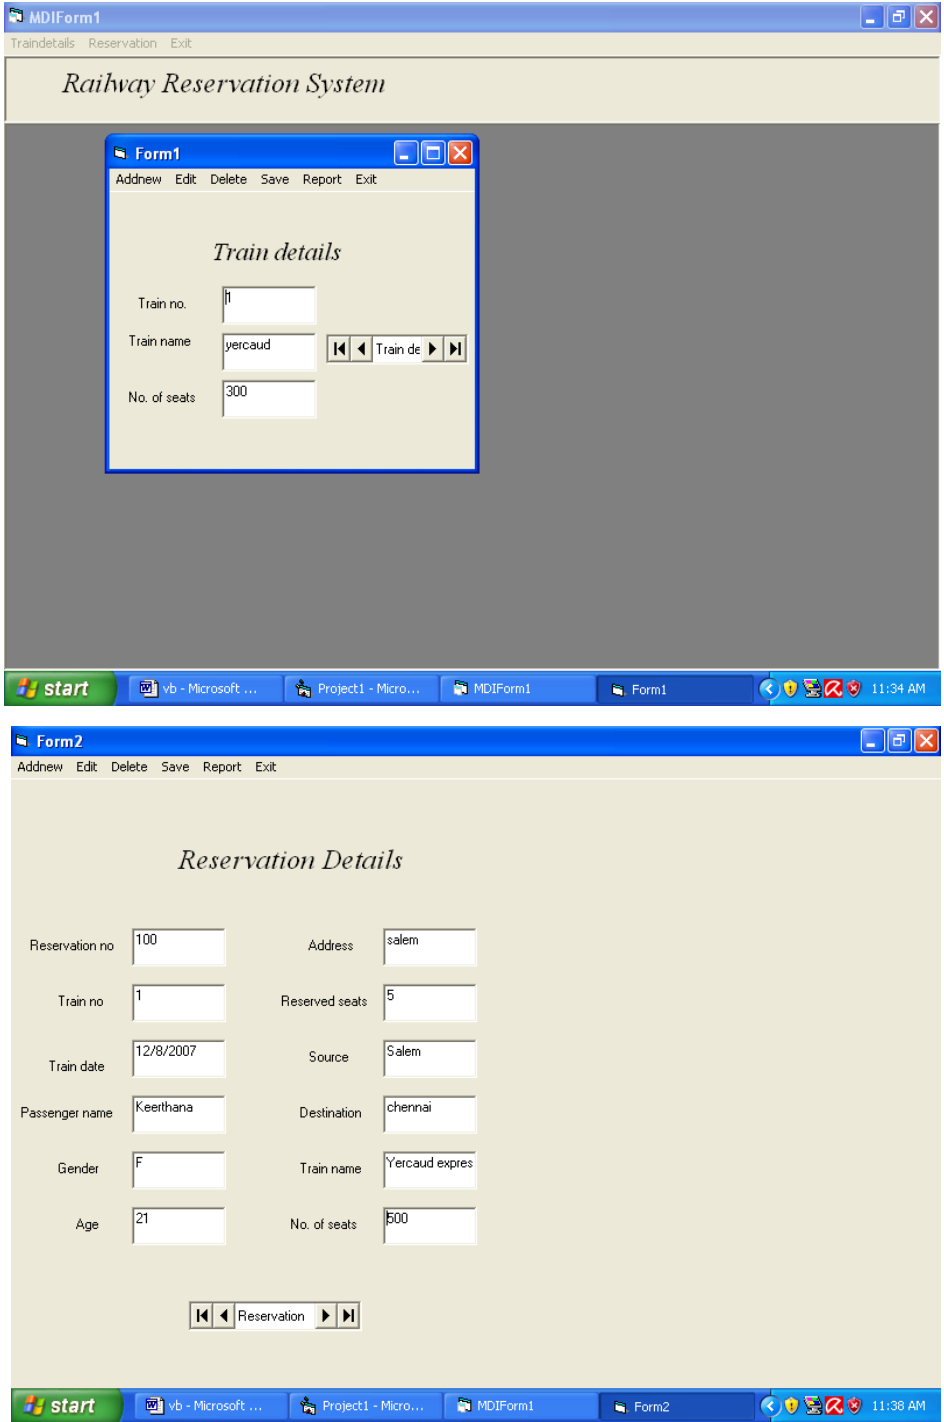 MDIForm1
Traindetails Reservation Exit
Railway Reservation System
Form1
Addnew Edit Delete Save Report Exit
Train details
Train no. 1
Train name yercaud
Train de
No. of seats 300
start vb - Microsoft ... Project1 - Micro... MDIForm1 Form1 11:34 AM
Form2
Addnew Edit Delete Save Report Exit
Reservation Details
Reservation no 100 Address salem
Train no 1 Reserved seats 5
Train date 12/8/2007 Source Salem
Passenger name Keerthana Destination chennai
Gender F Train name Yercaud expres
Age 21 No. of seats 500
Reservation
start vb - Microsoft ... Project1 - Micro... MDIForm1 Form2 11:38 AM